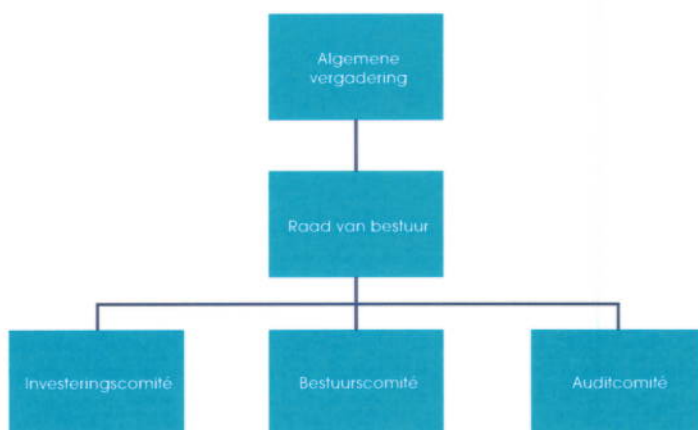 Algemene
vergadering
Raad van bestuur
Investeringscomité
Bestuurscomité
Auditcomité